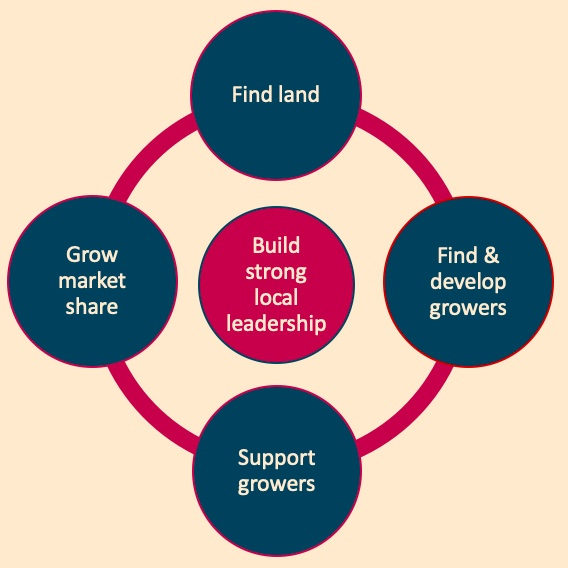 Find land
Grow
market
share
Build
strong
local
leadership
Find &
develop
growers
Support
growers